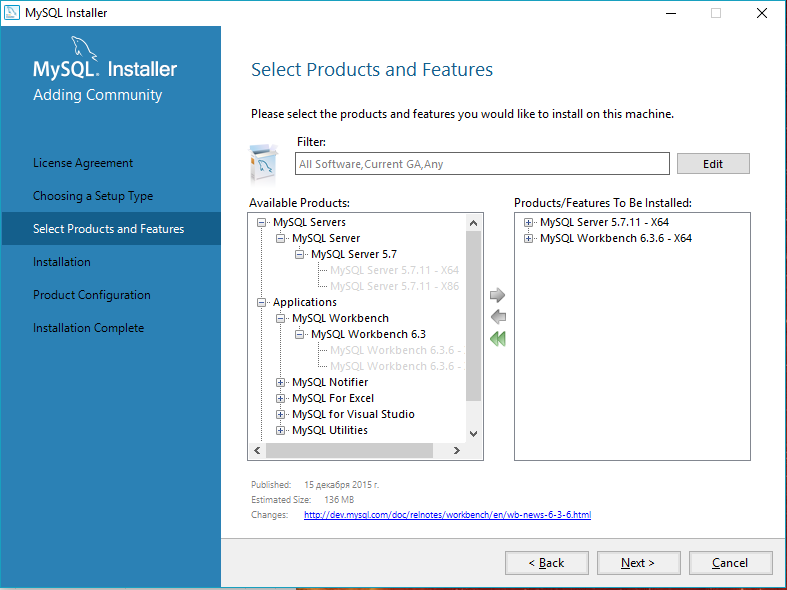 MySQL Installer
MySQL. Installer
Adding Community
License Agreement
Choosing a Setup Type
Select Products and Features
Installation
Product Configuration
Installation Complete
Select Products and Features
Please select the products and features you would like to install on this machine.
Filter:
All Software,Current GA,Any
Edit
Available Products:
MySQL Servers
MySQL Server
MySQL Server 5.7
MySQL Server 5.7.11 - X64
MySQL Server 5.7.11 - X86
Applications
MySQL Workbench
MySQL Workbench 6.3
MySQL Workbench 6.3.6 -
MySQL Workbench 6.3.6 -
MySQL Notifier
MySQL For Excel
MySQL for Visual Studio
MySQL Utilities
Products/Features To Be Installed:
MySQL Server 5.7.11 - X64
MySQL Workbench 6.3.6 - X64
Published: 15 декабря 2015 г.
Estimated Size: 136 MB
Changes: http://dev.mysql.com/doc/relnotes/workbench/en/wb-news-6-3-6.html
< Back
Next >
Cancel